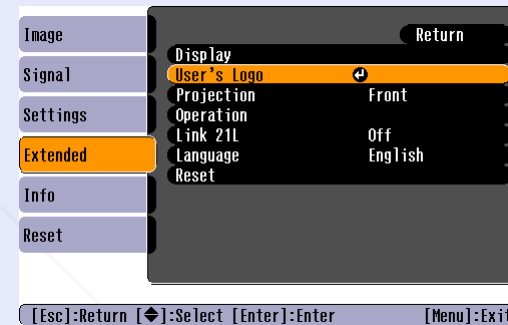 Image
Signal
Settings
Extended
Info
Reset
Return
Display
User's Logo
Projection Front
Operation
Link 21L Off
Language English
Reset
[Esc]:Return [◆]:Select [Enter]:Enter [Menu]:Exit